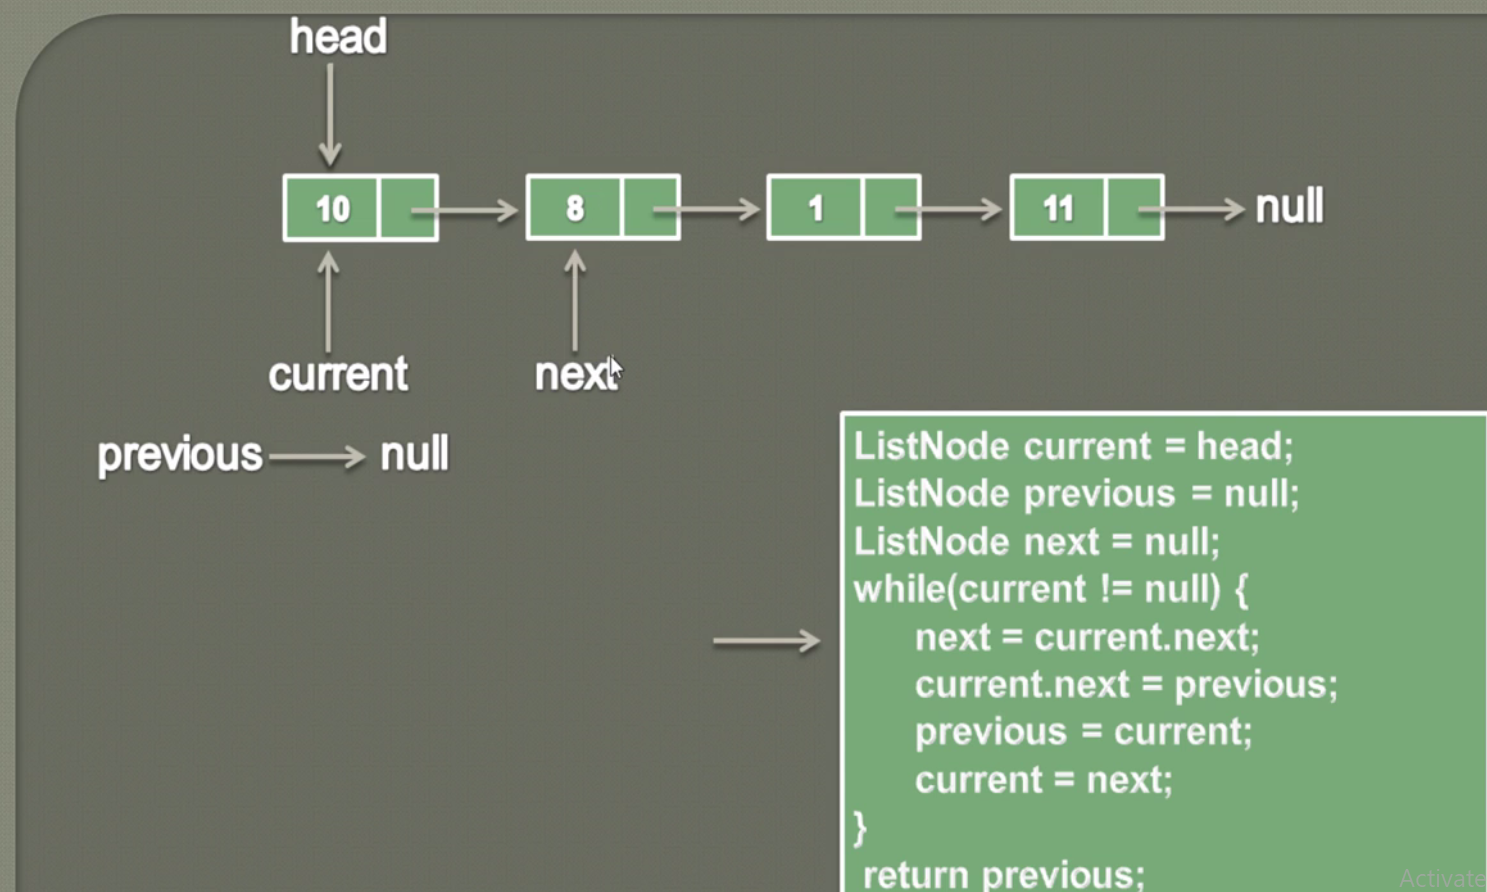 head
10 8 1 11 null
current next
previous null
ListNode current = head;
ListNode previous = null;
ListNode next = null;
while(current != null) {
next = current.next;
current.next = previous;
previous = current;
current = next;
}
return previous;
Activate